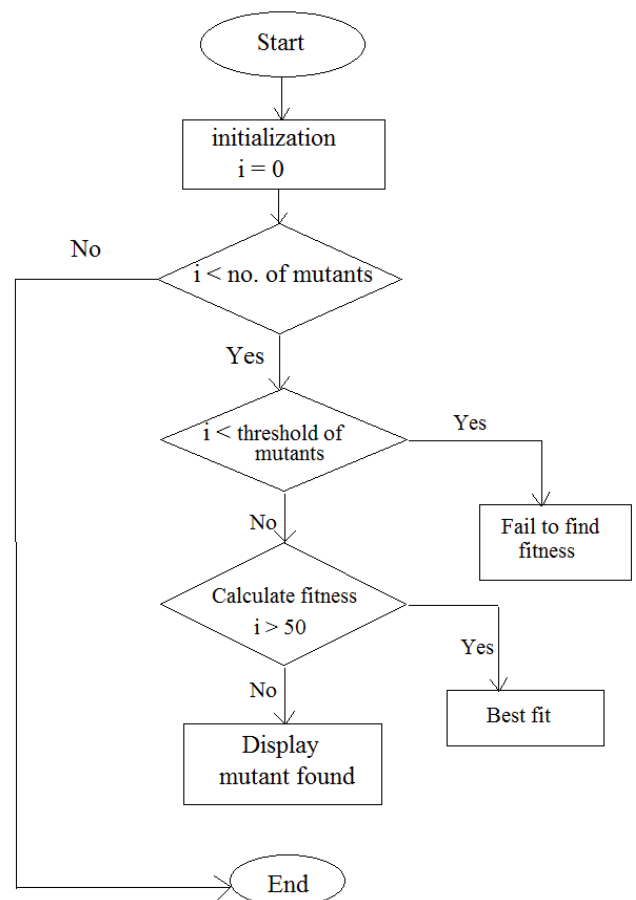 Start
initialization
i = 0
No
i < no. of mutants
Yes
i < threshold of
mutants
Yes
No
Fail to find
fitness
Calculate fitness
i > 50
Yes
No
Best fit
Display
mutant found
End